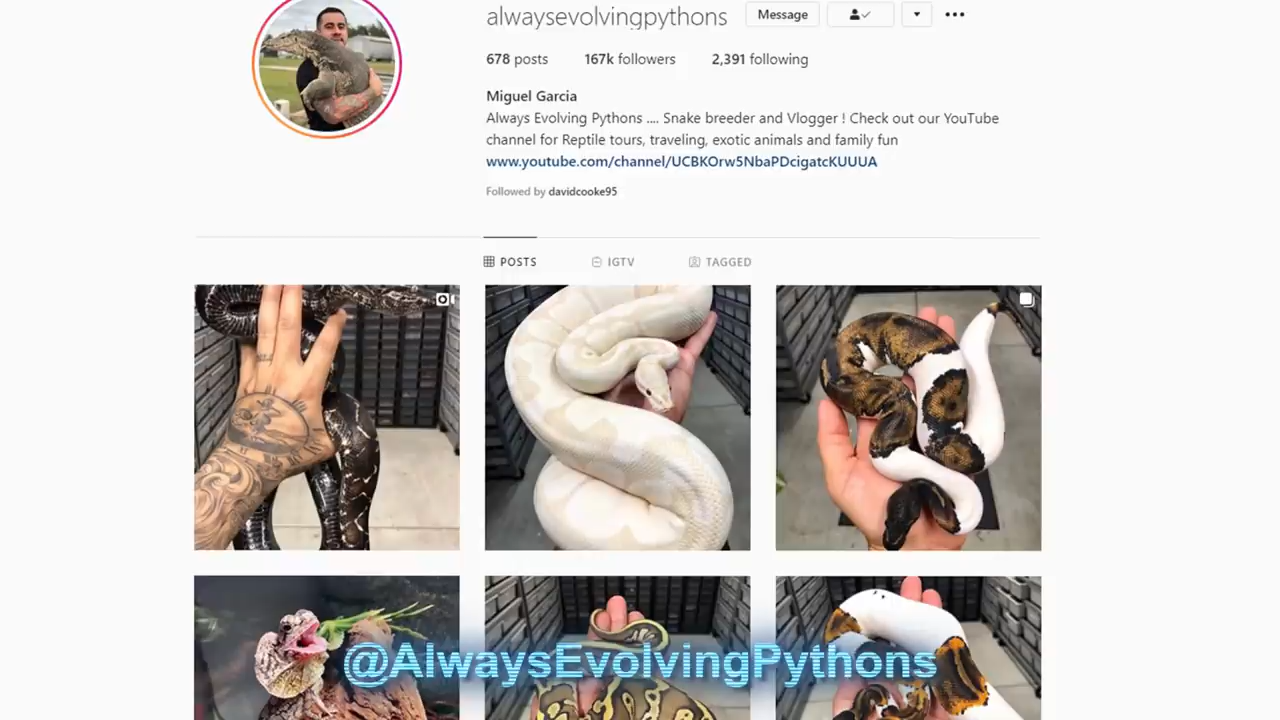 alwaysevolvingpythons Message
678 posts 167k followers 2,391 following
Miguel Garcia
Always Evolving Pythons .... Snake breeder and Vlogger ! Check out our YouTube
channel for Reptile tours, traveling, exotic animals and family fun
www.youtube.com/channel/UCBKOrw5NbaPDcigatcKUUUA
Followed by davidcooke95
POSTS IGTV TAGGED
@AlwaysEvolvingPythons